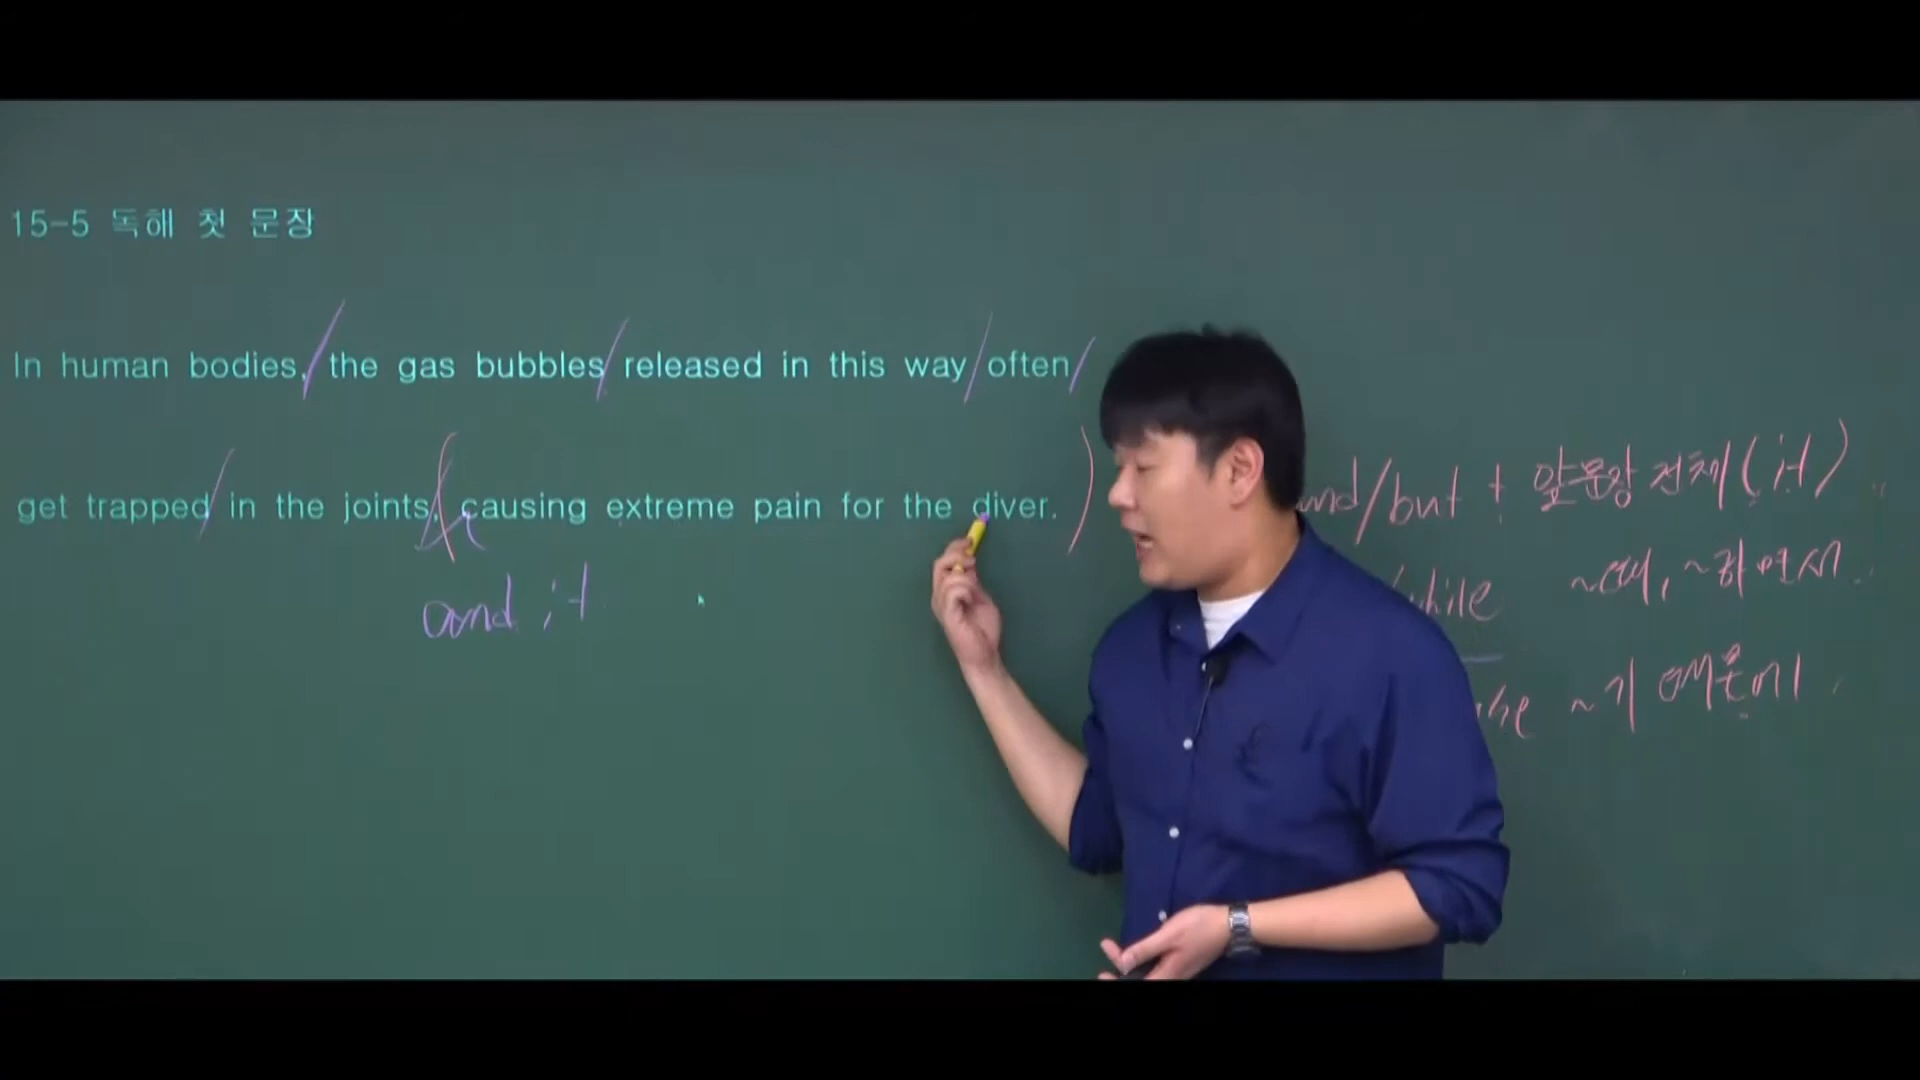 15-5 독해 첫 문장
In human bodies, the gas bubbles released in this way often
get trapped in the joints, causing extreme pain for the diver.
and it
and/but + 앞문장 전체 (it)
while ~때, ~하면서.
~기 때문에